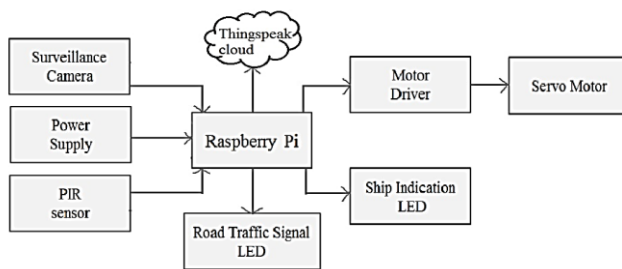 Thingspeak
cloud
Surveillance
Camera
Motor
Driver
Servo Motor
Power
Supply
Raspberry Pi
PIR
sensor
Ship Indication
LED
Road Traffic Signal
LED